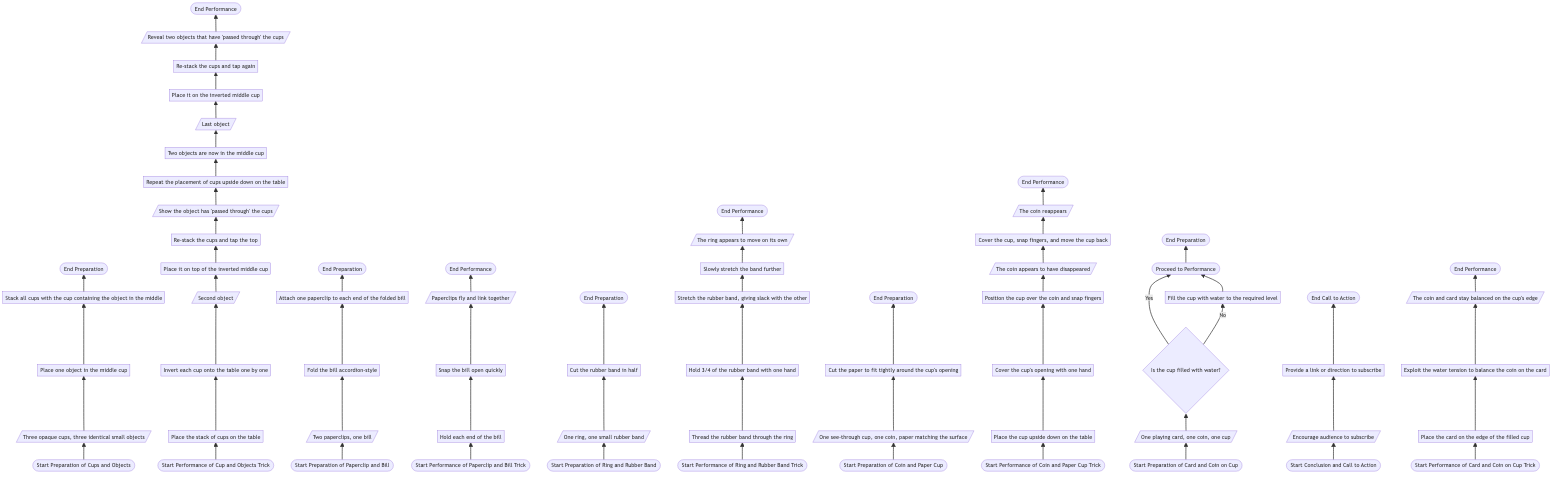 End Performance
Reveal two objects that have 'passed through' the cups
Re-stack the cups and tap again
Place it on the inverted middle cup
Last object
Two objects are now in the middle cup
Repeat the placement of cups upside down on the table
Show the object has 'passed through' the cups
Re-stack the cups and tap the top
Place it on top of the inverted middle cup
Second object
Invert each cup onto the table one by one
Place the stack of cups on the table
Start Performance of Cup and Objects Trick
End Preparation
Stack all cups with the cup containing the object in the middle
Place one object in the middle cup
Three opaque cups, three identical small objects
Start Preparation of Cups and Objects
End Preparation
Attach one paperclip to each end of the folded bill
Fold the bill accordion-style
Two paperclips, one bill
Start Preparation of Paperclip and Bill
End Performance
Paperclips fly and link together
Snap the bill open quickly
Hold each end of the bill
Start Performance of Paperclip and Bill Trick
End Preparation
Cut the rubber band in half
One ring, one small rubber band
Start Preparation of Ring and Rubber Band
End Performance
The ring appears to move on its own
Slowly stretch the band further
Stretch the rubber band, giving slack with the other
Hold 3/4 of the rubber band with one hand
Thread the rubber band through the ring
Start Performance of Ring and Rubber Band Trick
End Preparation
Cut the paper to fit tightly around the cup's opening
One see-through cup, one coin, paper matching the surface
Start Preparation of Coin and Paper Cup
End Performance
The coin reappears
Cover the cup, snap fingers, and move the cup back
The coin appears to have disappeared
Position the cup over the coin and snap fingers
Cover the cup's opening with one hand
Place the cup upside down on the table
Start Performance of Coin and Paper Cup Trick
End Preparation
Proceed to Performance
Yes
Fill the cup with water to the required level
No
Is the cup filled with water?
One playing card, one coin, one cup
Start Preparation of Card and Coin on Cup
End Call to Action
Provide a link or direction to subscribe
Encourage audience to subscribe
Start Conclusion and Call to Action
End Performance
The coin and card stay balanced on the cup's edge
Exploit the water tension to balance the coin on the card
Place the card on the edge of the filled cup
Start Performance of Card and Coin on Cup Trick